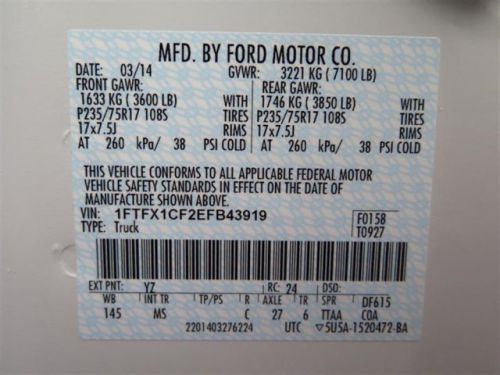 MFD. BY FORD MOTOR CO.
DATE: 03/14 GVWR: 3221 KG (7100 LB)
FRONT GAWR: REAR GAWR:
1633 KG (3600 LB) WITH 1746 KG (3850 LB) WITH
P235/75R17 108S TIRES P235/75R17 108S TIRES
17x7.5J RIMS 17x7.5J RIMS
AT 260 kPa/ 38 PSI COLD AT 260 kPa/ 38 PSI COLD
THIS VEHICLE CONFORMS TO ALL APPLICABLE FEDERAL MOTOR
VEHICLE SAFETY STANDARDS IN EFFECT ON THE DATE OF
MANUFACTURE SHOWN ABOVE.
VIN: 1FTFX1CF2EFB43919 F0158
TYPE: Truck T0927
EXT PNT: YZ RC: 24 DSO:
WB INT TR TP/PS R AXLE TR SPR DF615
145 MS C 27 6 TTAA COA
2201403276224 UTC 5U5A-1520472-BA